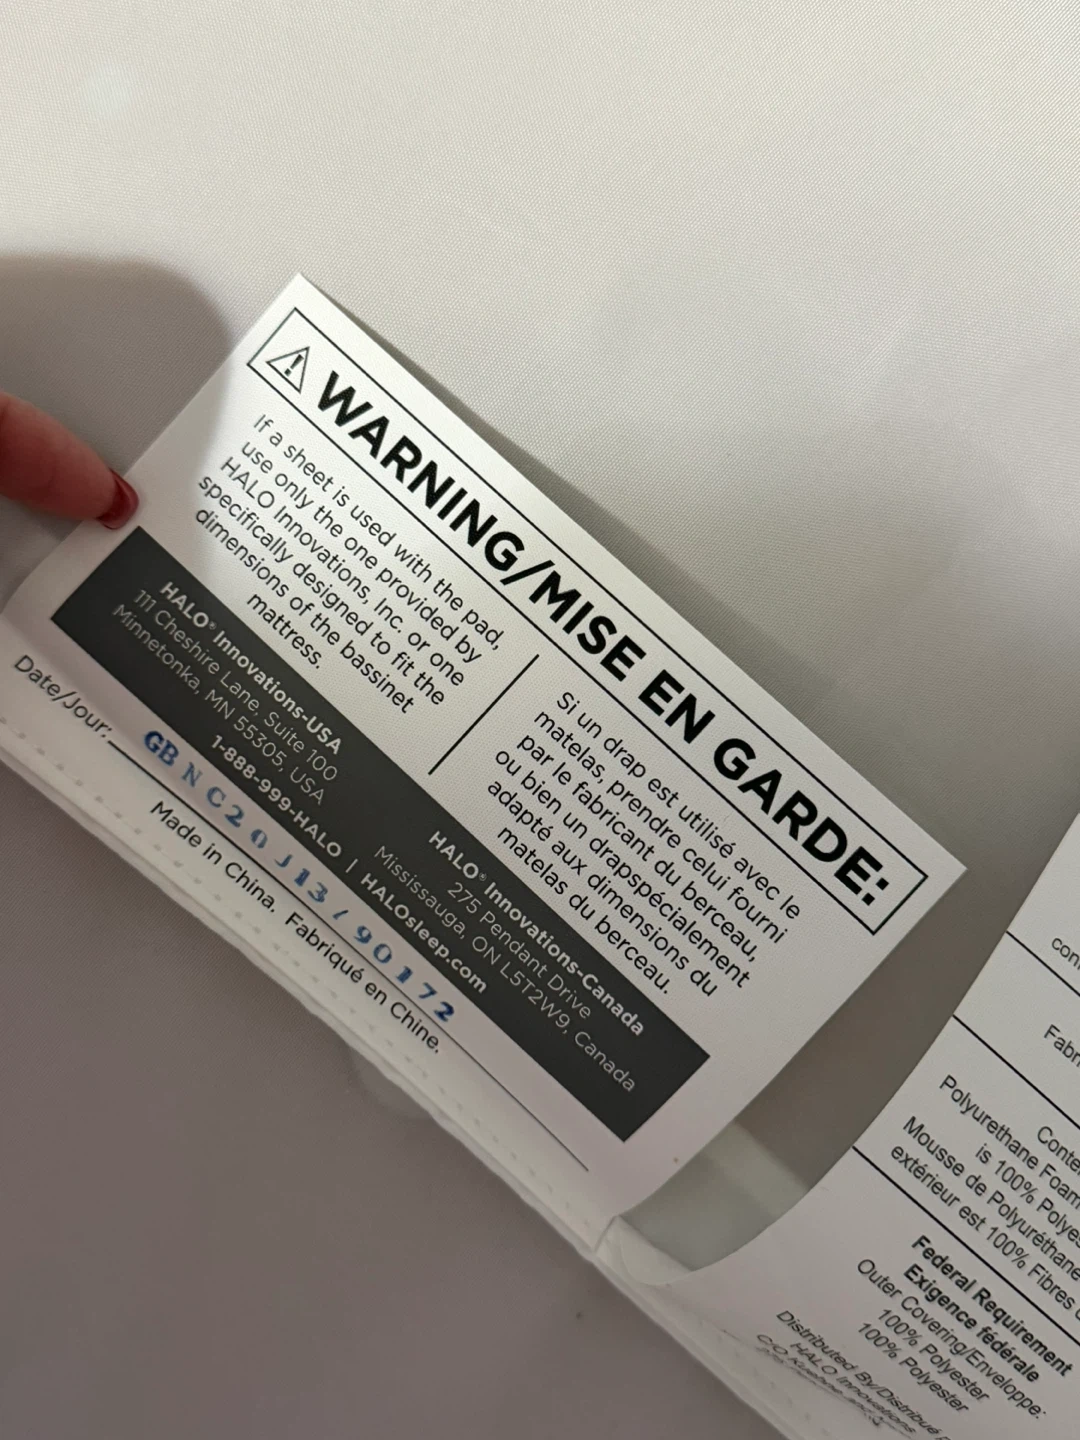 WARNING/MISE EN GARDE:
If a sheet is used with the pad,
use only the one provided by
HALO Innovations, Inc. or one
specifically designed to fit the
dimensions of the bassinet
mattress.
Si un drap est utilisé avec le
matelas, prendre celui fourni
par le fabricant du berceau,
ou bien un drapspécialement
adapté aux dimensions du
matelas du berceau.
HALO® Innovations-USA
111 Cheshire Lane, Suite 100
Minnetonka, MN 55305, USA
HALO® Innovations-Canada
275 Pendant Drive
Mississauga, ON L5T2W9, Canada
1-888-999-HALO | HALOsleep.com
Date/Jour: GB N C20 J13 / 90172
Made in China. Fabriqué en Chine.
Polyurethane Foam
is 100%
Mousse de Polyuréthane
extérieur est 100% Fibres
Federal Requirement
Exigence fédérale
Outer Covering/Enveloppe:
100% Polyester
100% Polyester
Distributed By/Distribué
HALO Innovations